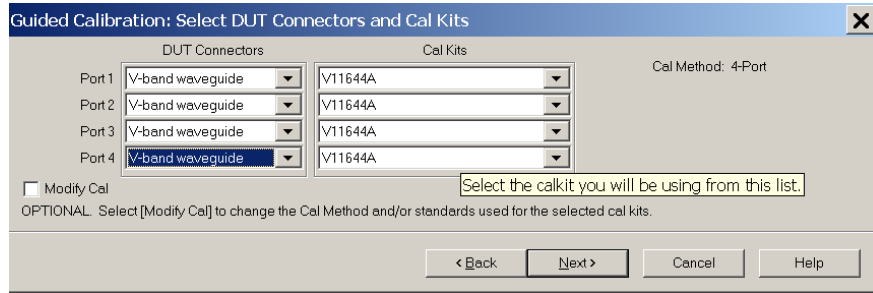 Guided Calibration: Select DUT Connectors and Cal Kits
DUT Connectors Cal Kits
Cal Method: 4-Port
Port 1 V-band waveguide V11644A
Port 2 V-band waveguide V11644A
Port 3 V-band waveguide V11644A
Port 4 V-band waveguide V11644A
Select the calkit you will be using from this list.
Modify Cal
OPTIONAL. Select [Modify Cal] to change the Cal Method and/or standards used for the selected cal kits.
< Back Next > Cancel Help